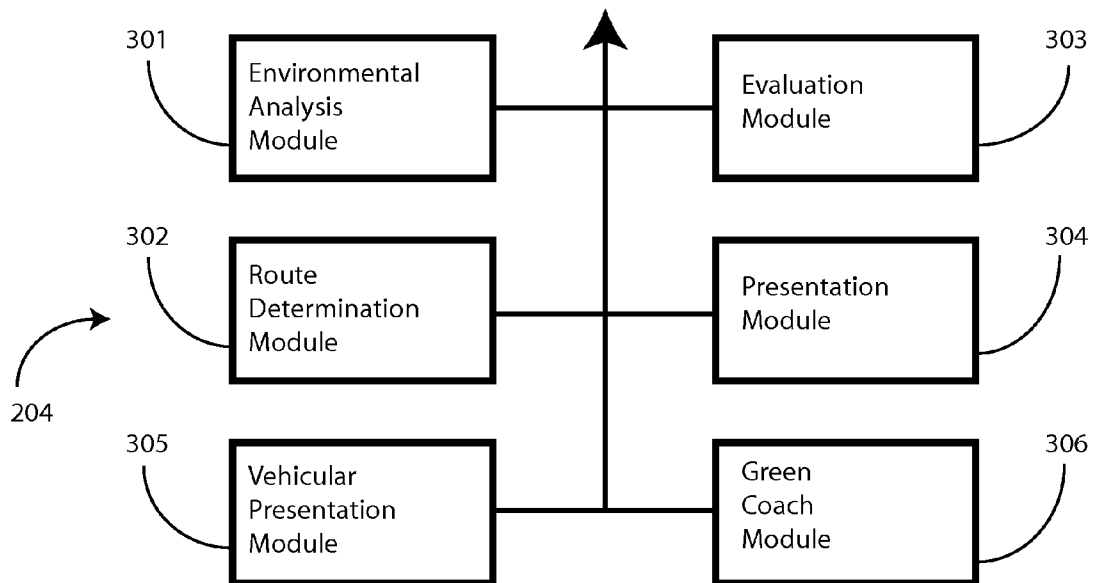 301
Environmental
Analysis
Module
303
Evaluation
Module
302
Route
Determination
Module
304
Presentation
Module
204
305
Vehicular
Presentation
Module
306
Green
Coach
Module